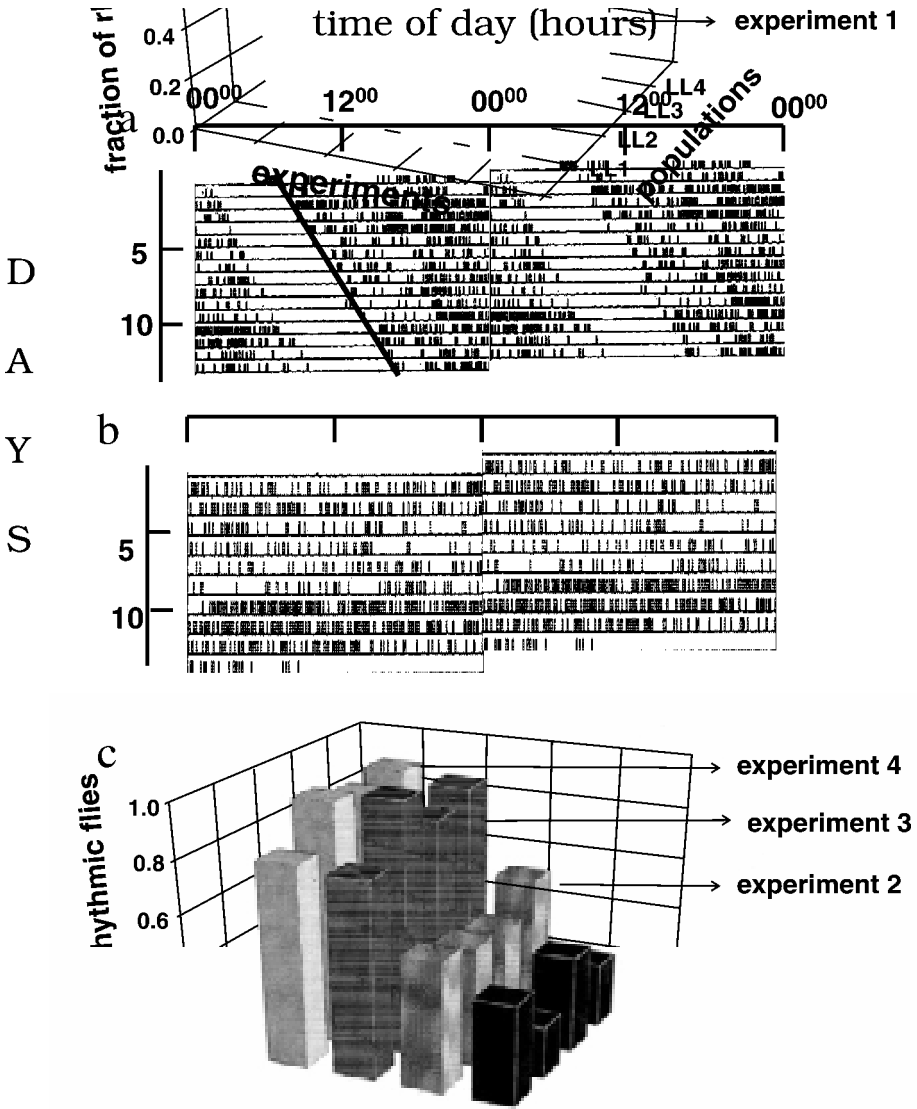 0.4
fraction of r
time of day (hours)
experiment 1
0.2
00⁰⁰
12⁰⁰
00⁰⁰
12⁰⁰
00⁰⁰
LL4
LL3
LL2
LL1
populations
a
0.0
experiments
5
10
D
A
Y
S
b
5
10
c
hythmic flies
1.0
0.8
0.6
experiment 4
experiment 3
experiment 2